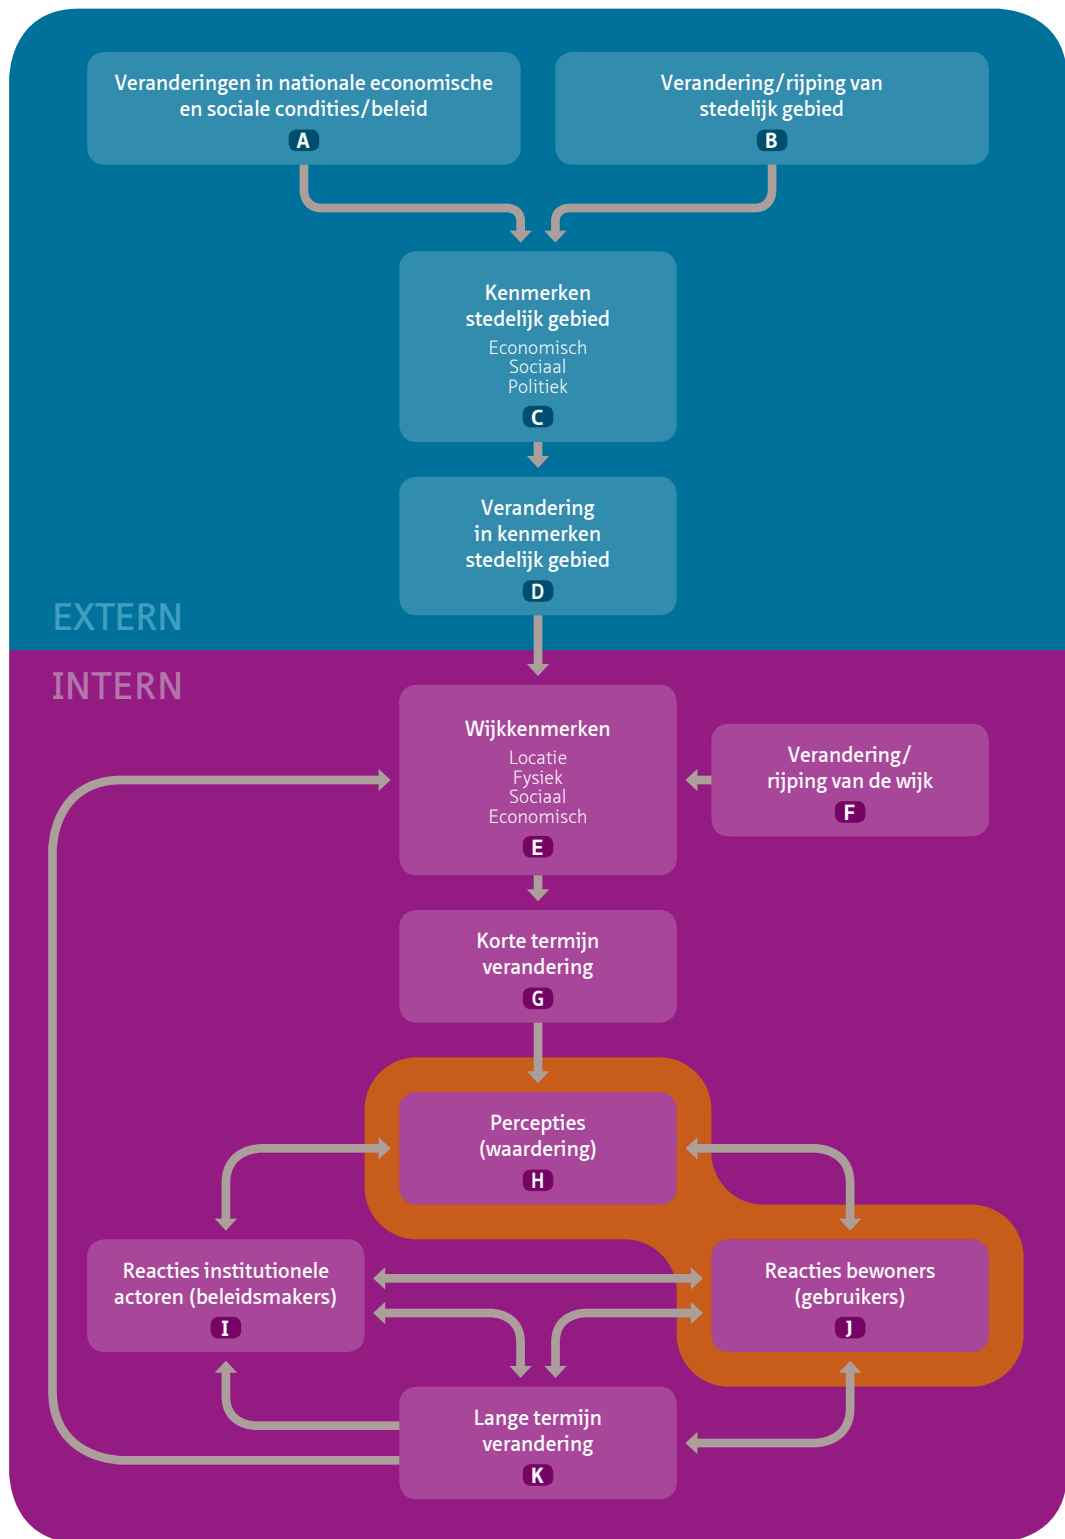 Veranderingen in nationale economische
en sociale condities/beleid
A
Verandering/rijping van
stedelijk gebied
B
Kenmerken
stedelijk gebied
Economisch
Sociaal
Politiek
C
Verandering
in kenmerken
stedelijk gebied
D
EXTERN
INTERN
Wijkkenmerken
Locatie
Fysiek
Sociaal
Economisch
E
Verandering/
rijping van de wijk
F
Korte termijn
verandering
G
Percepties
(waardering)
H
Reacties institutionele
actoren (beleidsmakers)
I
Reacties bewoners
(gebruikers)
J
Lange termijn
verandering
K